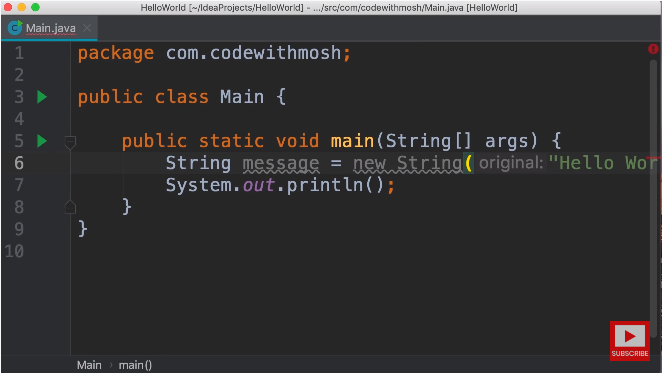 HelloWorld [~/IdeaProjects/HelloWorld] - .../src/com/codewithmosh/Main.java [HelloWorld]
C Main.java
1 package com.codewithmosh;
2
3 public class Main {
4
5 public static void main(String[] args) {
6 String message = new String( original: "Hello Wor
7 System.out.println();
8 }
9 }
10
SUBSCRIBE
Main main()